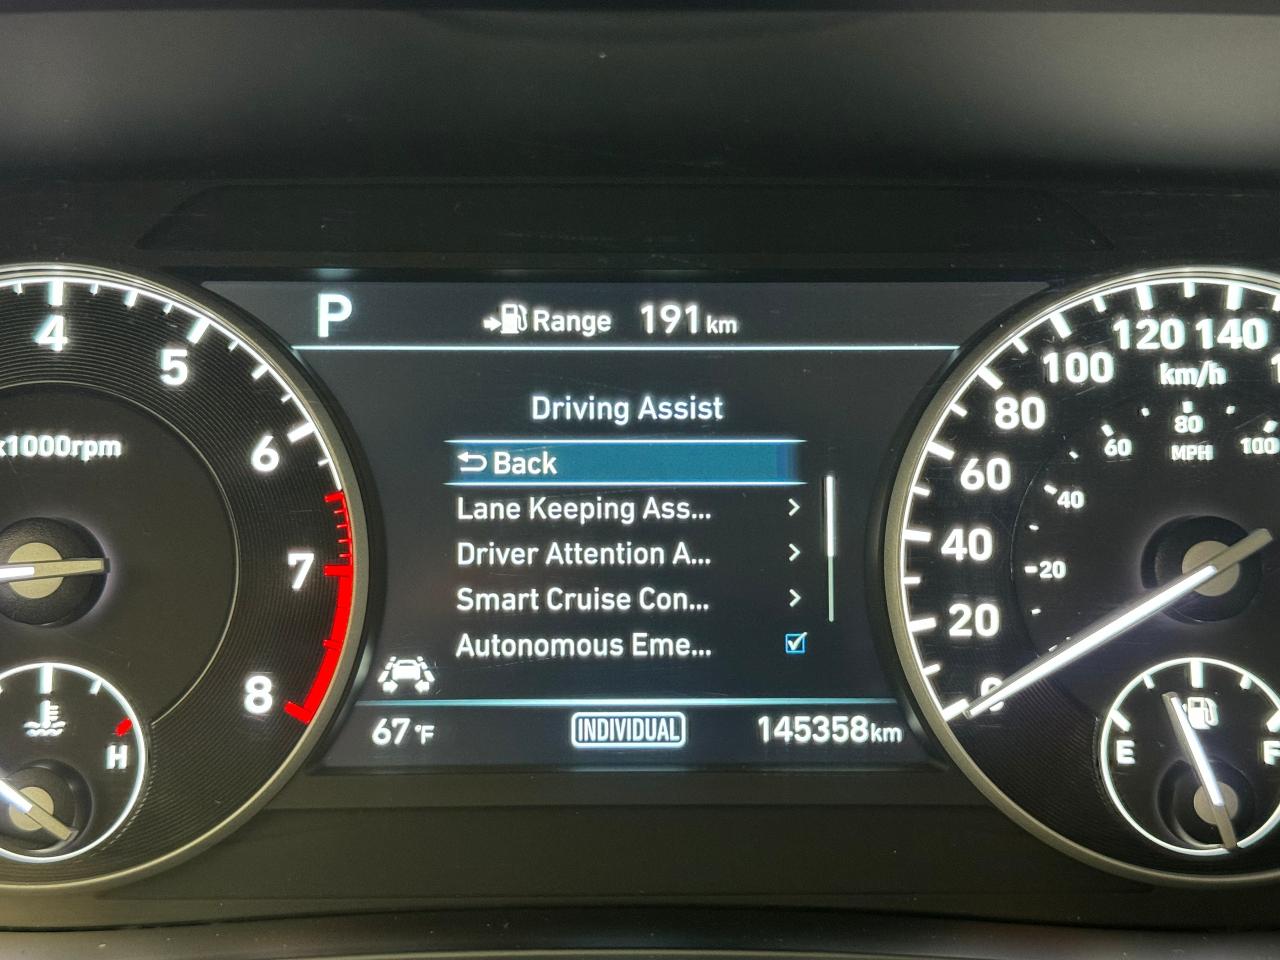 P
Range 191 km
4
5
6
7
8
x1000rpm
H
Driving Assist
Back
Lane Keeping Ass...
Driver Attention A...
Smart Cruise Con...
Autonomous Eme...
67 °F
INDIVIDUAL
145358km
0
20
40
60
80
100
120
140
km/h
20
40
60
80
100
MPH
E
F